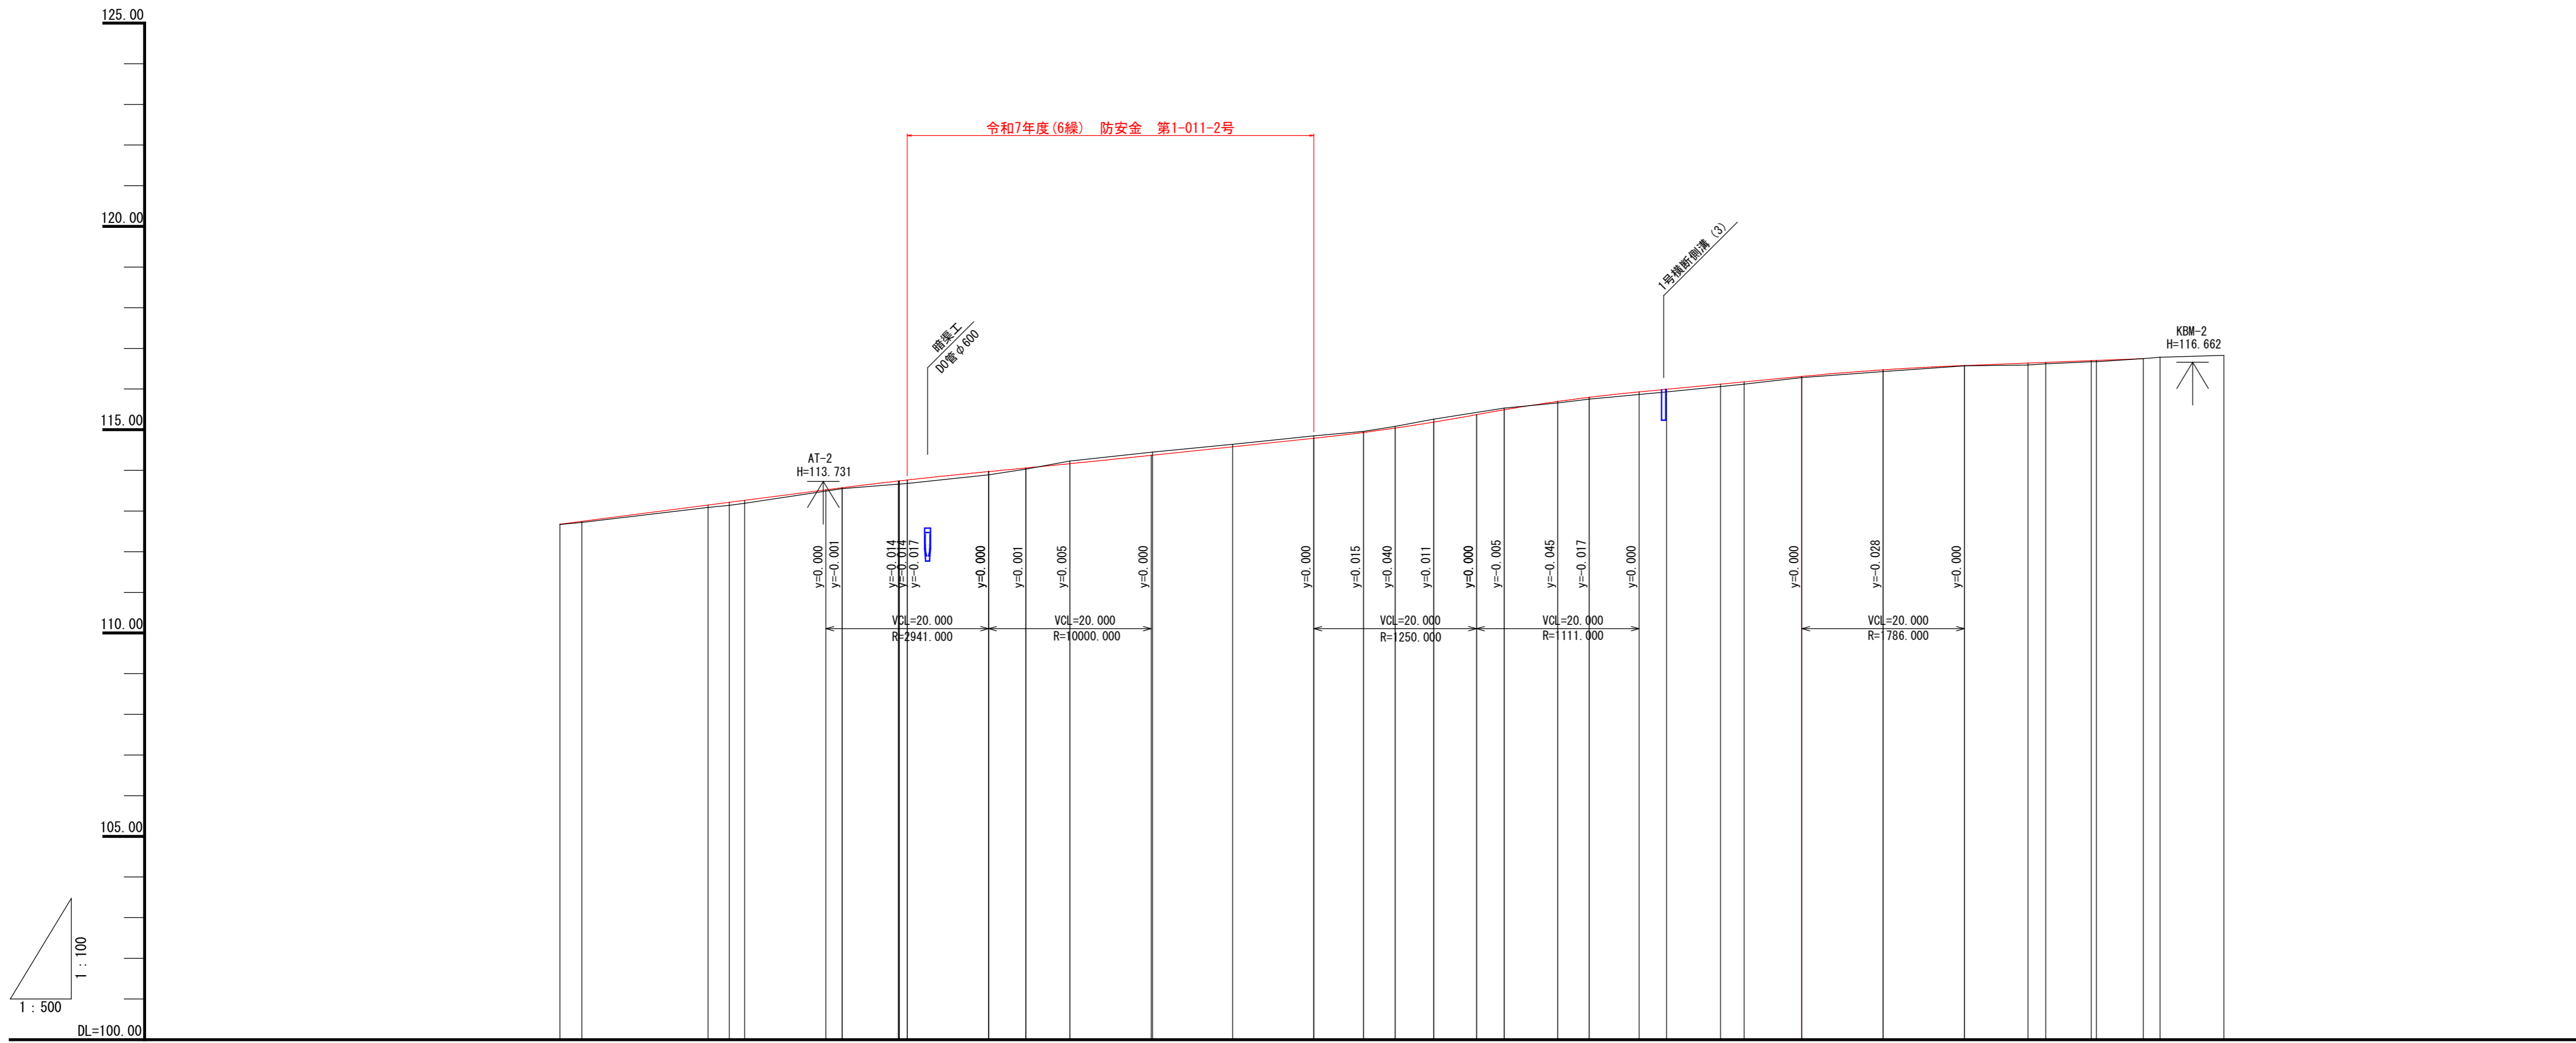 125.00
令和7年度(6繰)　防安金　第1-011-2号
120.00
1号横断側溝（3）
暗渠工
DO管φ600
KBM-2
H=116.662
115.00
AT-2
H=113.731
y=0.000
y=-0.001
y=-0.014
y=-0.014
y=-0.017
y=0.000
y=0.001
y=0.005
y=0.000
y=0.000
y=0.015
y=0.040
y=0.011
y=0.000
y=-0.005
y=-0.045
y=-0.017
y=0.000
y=0.000
y=-0.028
y=0.000
110.00
VCL=20.000
R=2941.000
VCL=20.000
R=10000.000
VCL=20.000
R=1250.000
VCL=20.000
R=1111.000
VCL=20.000
R=1786.000
105.00
1：100
1：500
DL=100.00